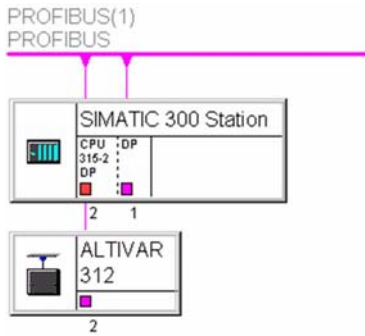 PROFIBUS(1)
PROFIBUS
SIMATIC 300 Station
CPU
315-2
DP
DP
2
1
ALTIVAR
312
2